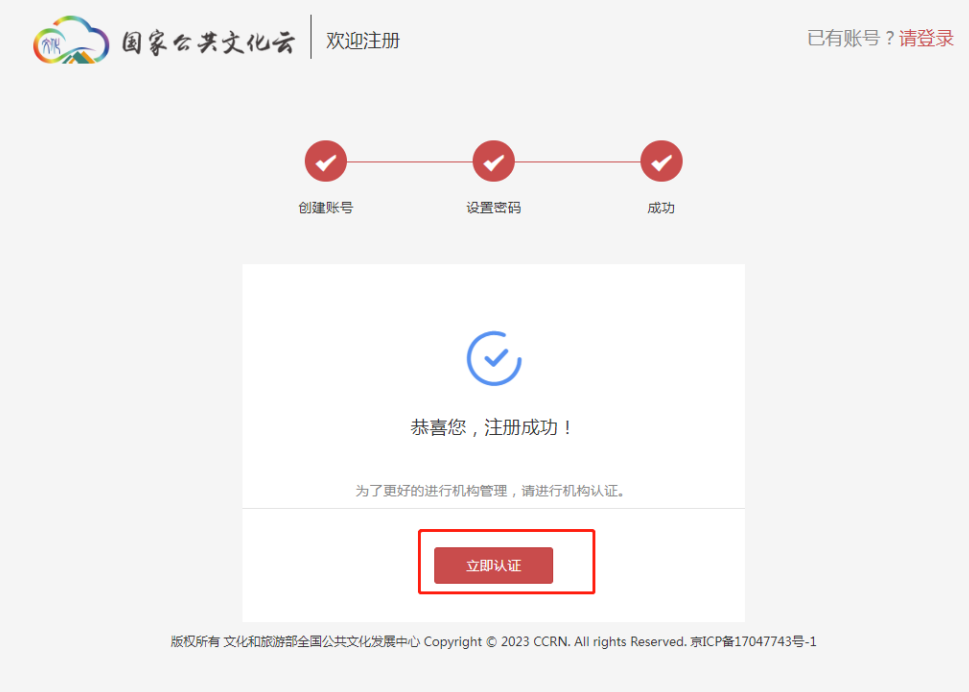 文化 国家公共文化云 欢迎注册 已有账号？请登录
创建账号 设置密码 成功
恭喜您，注册成功！
为了更好的进行机构管理，请进行机构认证。
立即认证
版权所有 文化和旅游部全国公共文化发展中心 Copyright © 2023 CCRN. All rights Reserved. 京ICP备17047743号-1